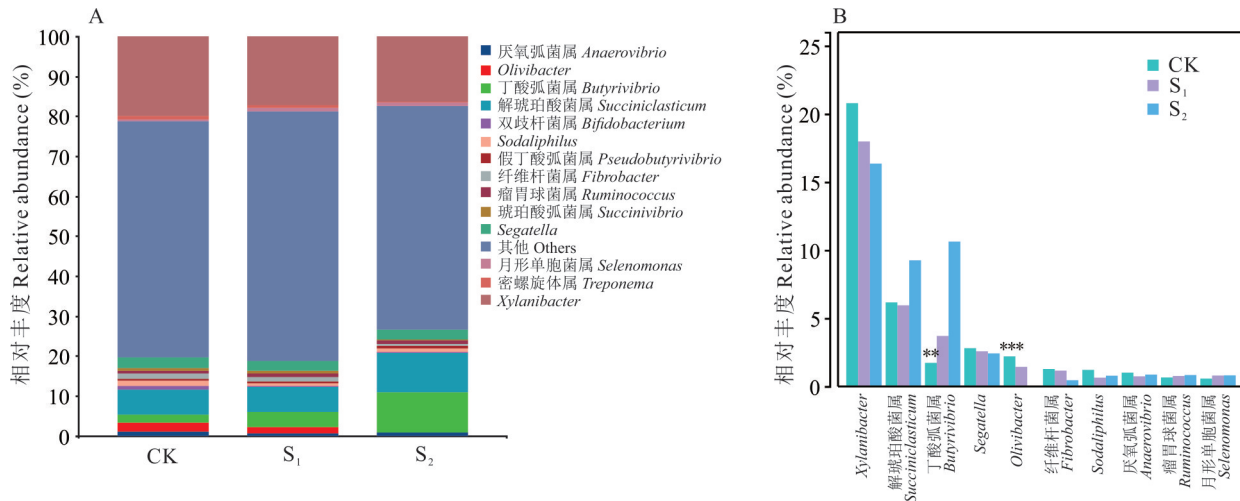 A
相对丰度 Relative abundance (%)
100
90
80
70
60
50
40
30
20
10
0
CK
S₁
S₂
厌氧弧菌属 Anaerovibrio
Olivibacter
丁酸弧菌属 Butyrivibrio
解琥珀酸菌属 Succiniclasticum
双歧杆菌属 Bifidobacterium
Sodaliphilus
假丁酸弧菌属 Pseudobutyrivibrio
纤维杆菌属 Fibrobacter
瘤胃球菌属 Ruminococcus
琥珀酸弧菌属 Succinivibrio
Segatella
其他 Others
月形单胞菌属 Selenomonas
密螺旋体属 Treponema
Xylanibacter
B
相对丰度 Relative abundance (%)
25
20
15
10
5
0
CK
S₁
S₂
**
***
Xylanibacter
解琥珀酸菌属
Succiniclasticum
丁酸弧菌属
Butyrivibrio
Segatella
Olivibacter
纤维杆菌属
Fibrobacter
Sodaliphilus
厌氧弧菌属
Anaerovibrio
瘤胃球菌属
Ruminococcus
月形单胞菌属
Selenomonas